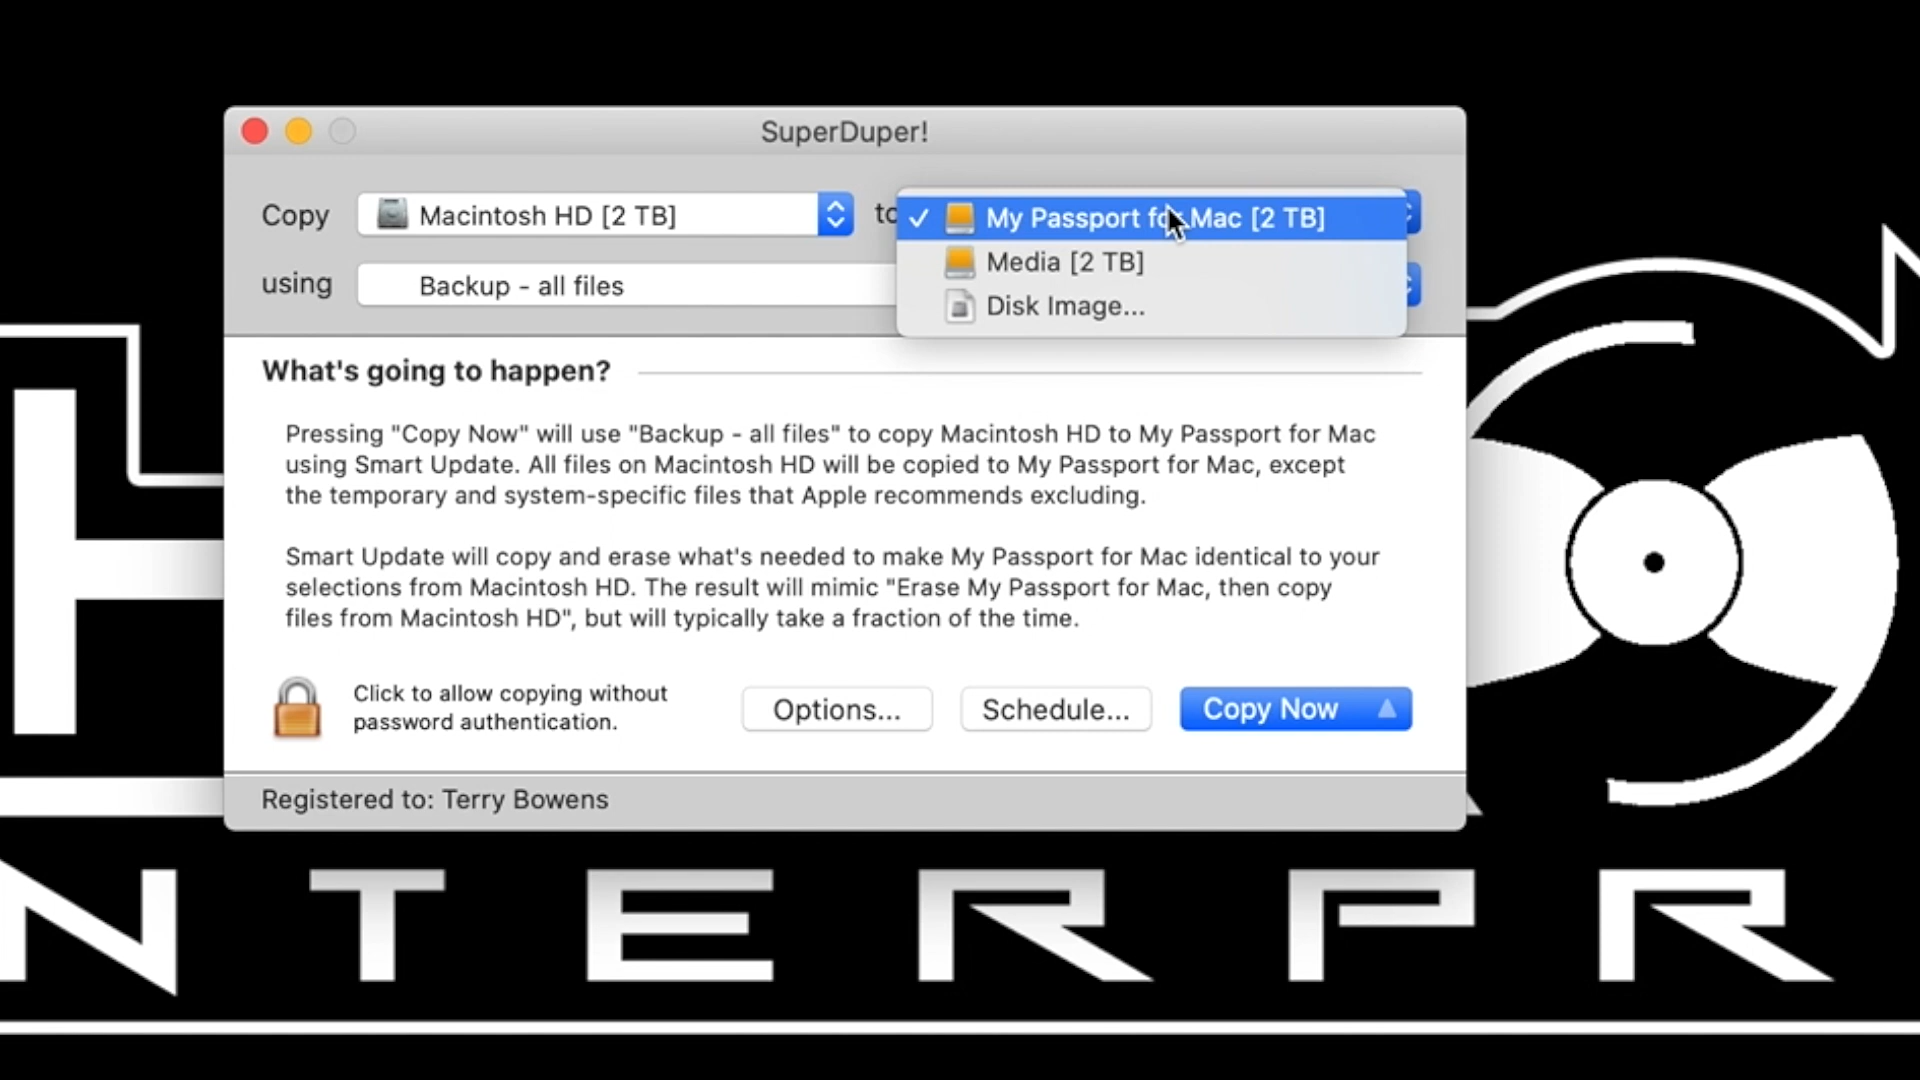 SuperDuper!
Copy Macintosh HD [2 TB] to ✓ My Passport for Mac [2 TB]
Media [2 TB]
using Backup - all files
Disk Image...
What's going to happen?
Pressing "Copy Now" will use "Backup - all files" to copy Macintosh HD to My Passport for Mac
using Smart Update. All files on Macintosh HD will be copied to My Passport for Mac, except
the temporary and system-specific files that Apple recommends excluding.
Smart Update will copy and erase what's needed to make My Passport for Mac identical to your
selections from Macintosh HD. The result will mimic "Erase My Passport for Mac, then copy
files from Macintosh HD", but will typically take a fraction of the time.
Click to allow copying without
password authentication.
Options...
Schedule...
Copy Now
Registered to: Terry Bowens
NTERPR